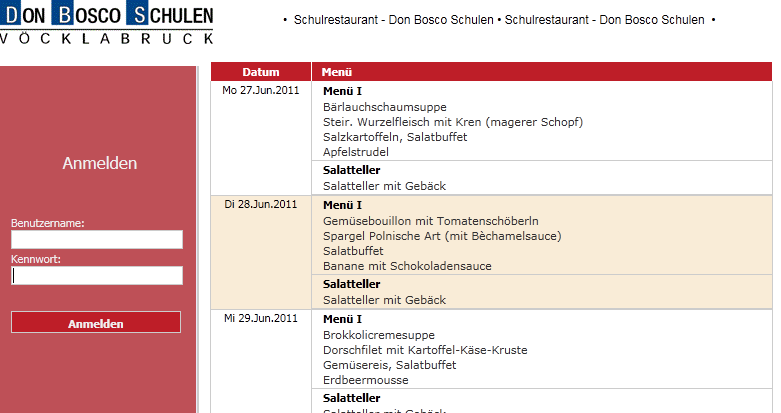 DON BOSCO SCHULEN
VÖCKLABRUCK
• Schulrestaurant - Don Bosco Schulen • Schulrestaurant - Don Bosco Schulen •
Anmelden
Benutzername:
Kennwort:
Anmelden
Datum Menü
Mo 27.Jun.2011 Menü I
Bärlauchschaumsuppe
Steir. Wurzelfleisch mit Kren (magerer Schopf)
Salzkartoffeln, Salatbuffet
Apfelstrudel
Salatteller
Salatteller mit Gebäck
Di 28.Jun.2011 Menü I
Gemüsebouillon mit Tomatenschöberln
Spargel Polnische Art (mit Bèchamelsauce)
Salatbuffet
Banane mit Schokoladensauce
Salatteller
Salatteller mit Gebäck
Mi 29.Jun.2011 Menü I
Brokkolicremesuppe
Dorschfilet mit Kartoffel-Käse-Kruste
Gemüsereis, Salatbuffet
Erdbeermousse
Salatteller
Salatteller mit Gebäck